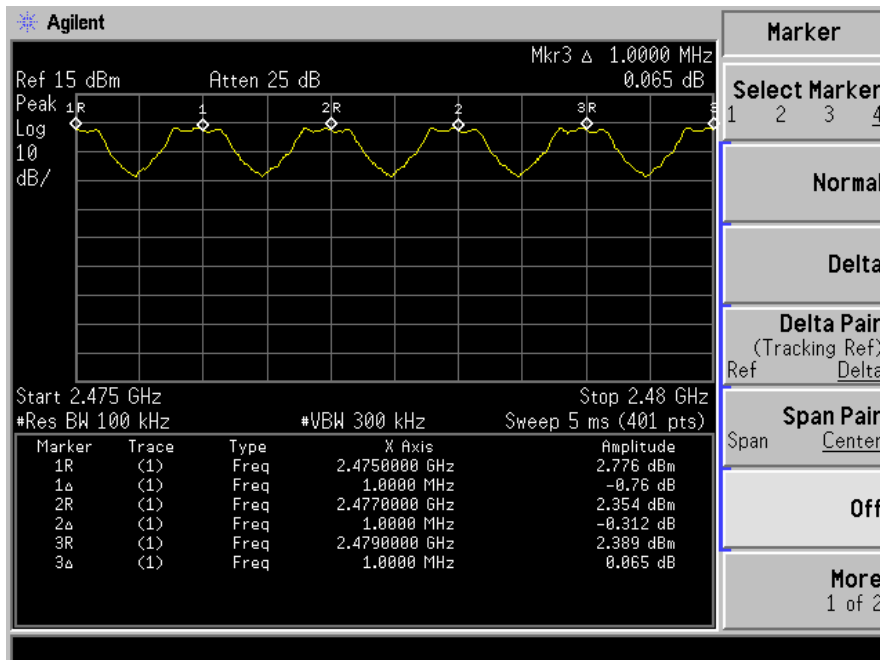 Agilent
Mkr3 Δ 1.0000 MHz
Ref 15 dBm Atten 25 dB 0.065 dB
Peak
Log
10
dB/
1R 1 2R 2 3R 3
Start 2.475 GHz Stop 2.48 GHz
#Res BW 100 kHz #VBW 300 kHz Sweep 5 ms (401 pts)
Marker Trace Type X Axis Amplitude
1R (1) Freq 2.4750000 GHz 2.776 dBm
1Δ (1) Freq 1.0000 MHz -0.76 dB
2R (1) Freq 2.4770000 GHz 2.354 dBm
2Δ (1) Freq 1.0000 MHz -0.312 dB
3R (1) Freq 2.4790000 GHz 2.389 dBm
3Δ (1) Freq 1.0000 MHz 0.065 dB
Marker
Select Marker
1 2 3 4
Normal
Delta
Delta Pair
(Tracking Ref)
Ref Delta
Span Pair
Span Center
Off
More
1 of 2